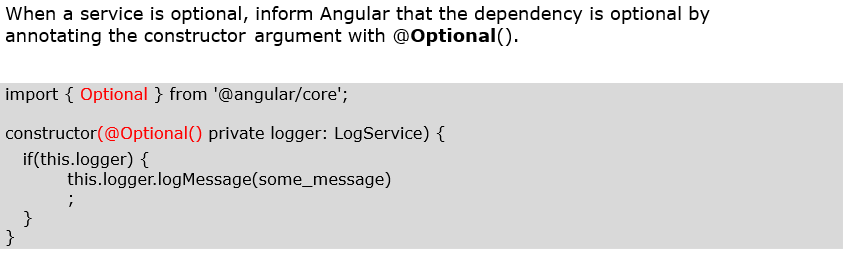 When a service is optional, inform Angular that the dependency is optional by
annotating the constructor argument with @Optional().
import { Optional } from '@angular/core';
constructor(@Optional() private logger: LogService) {
if(this.logger) {
this.logger.logMessage(some_message)
;
}
}